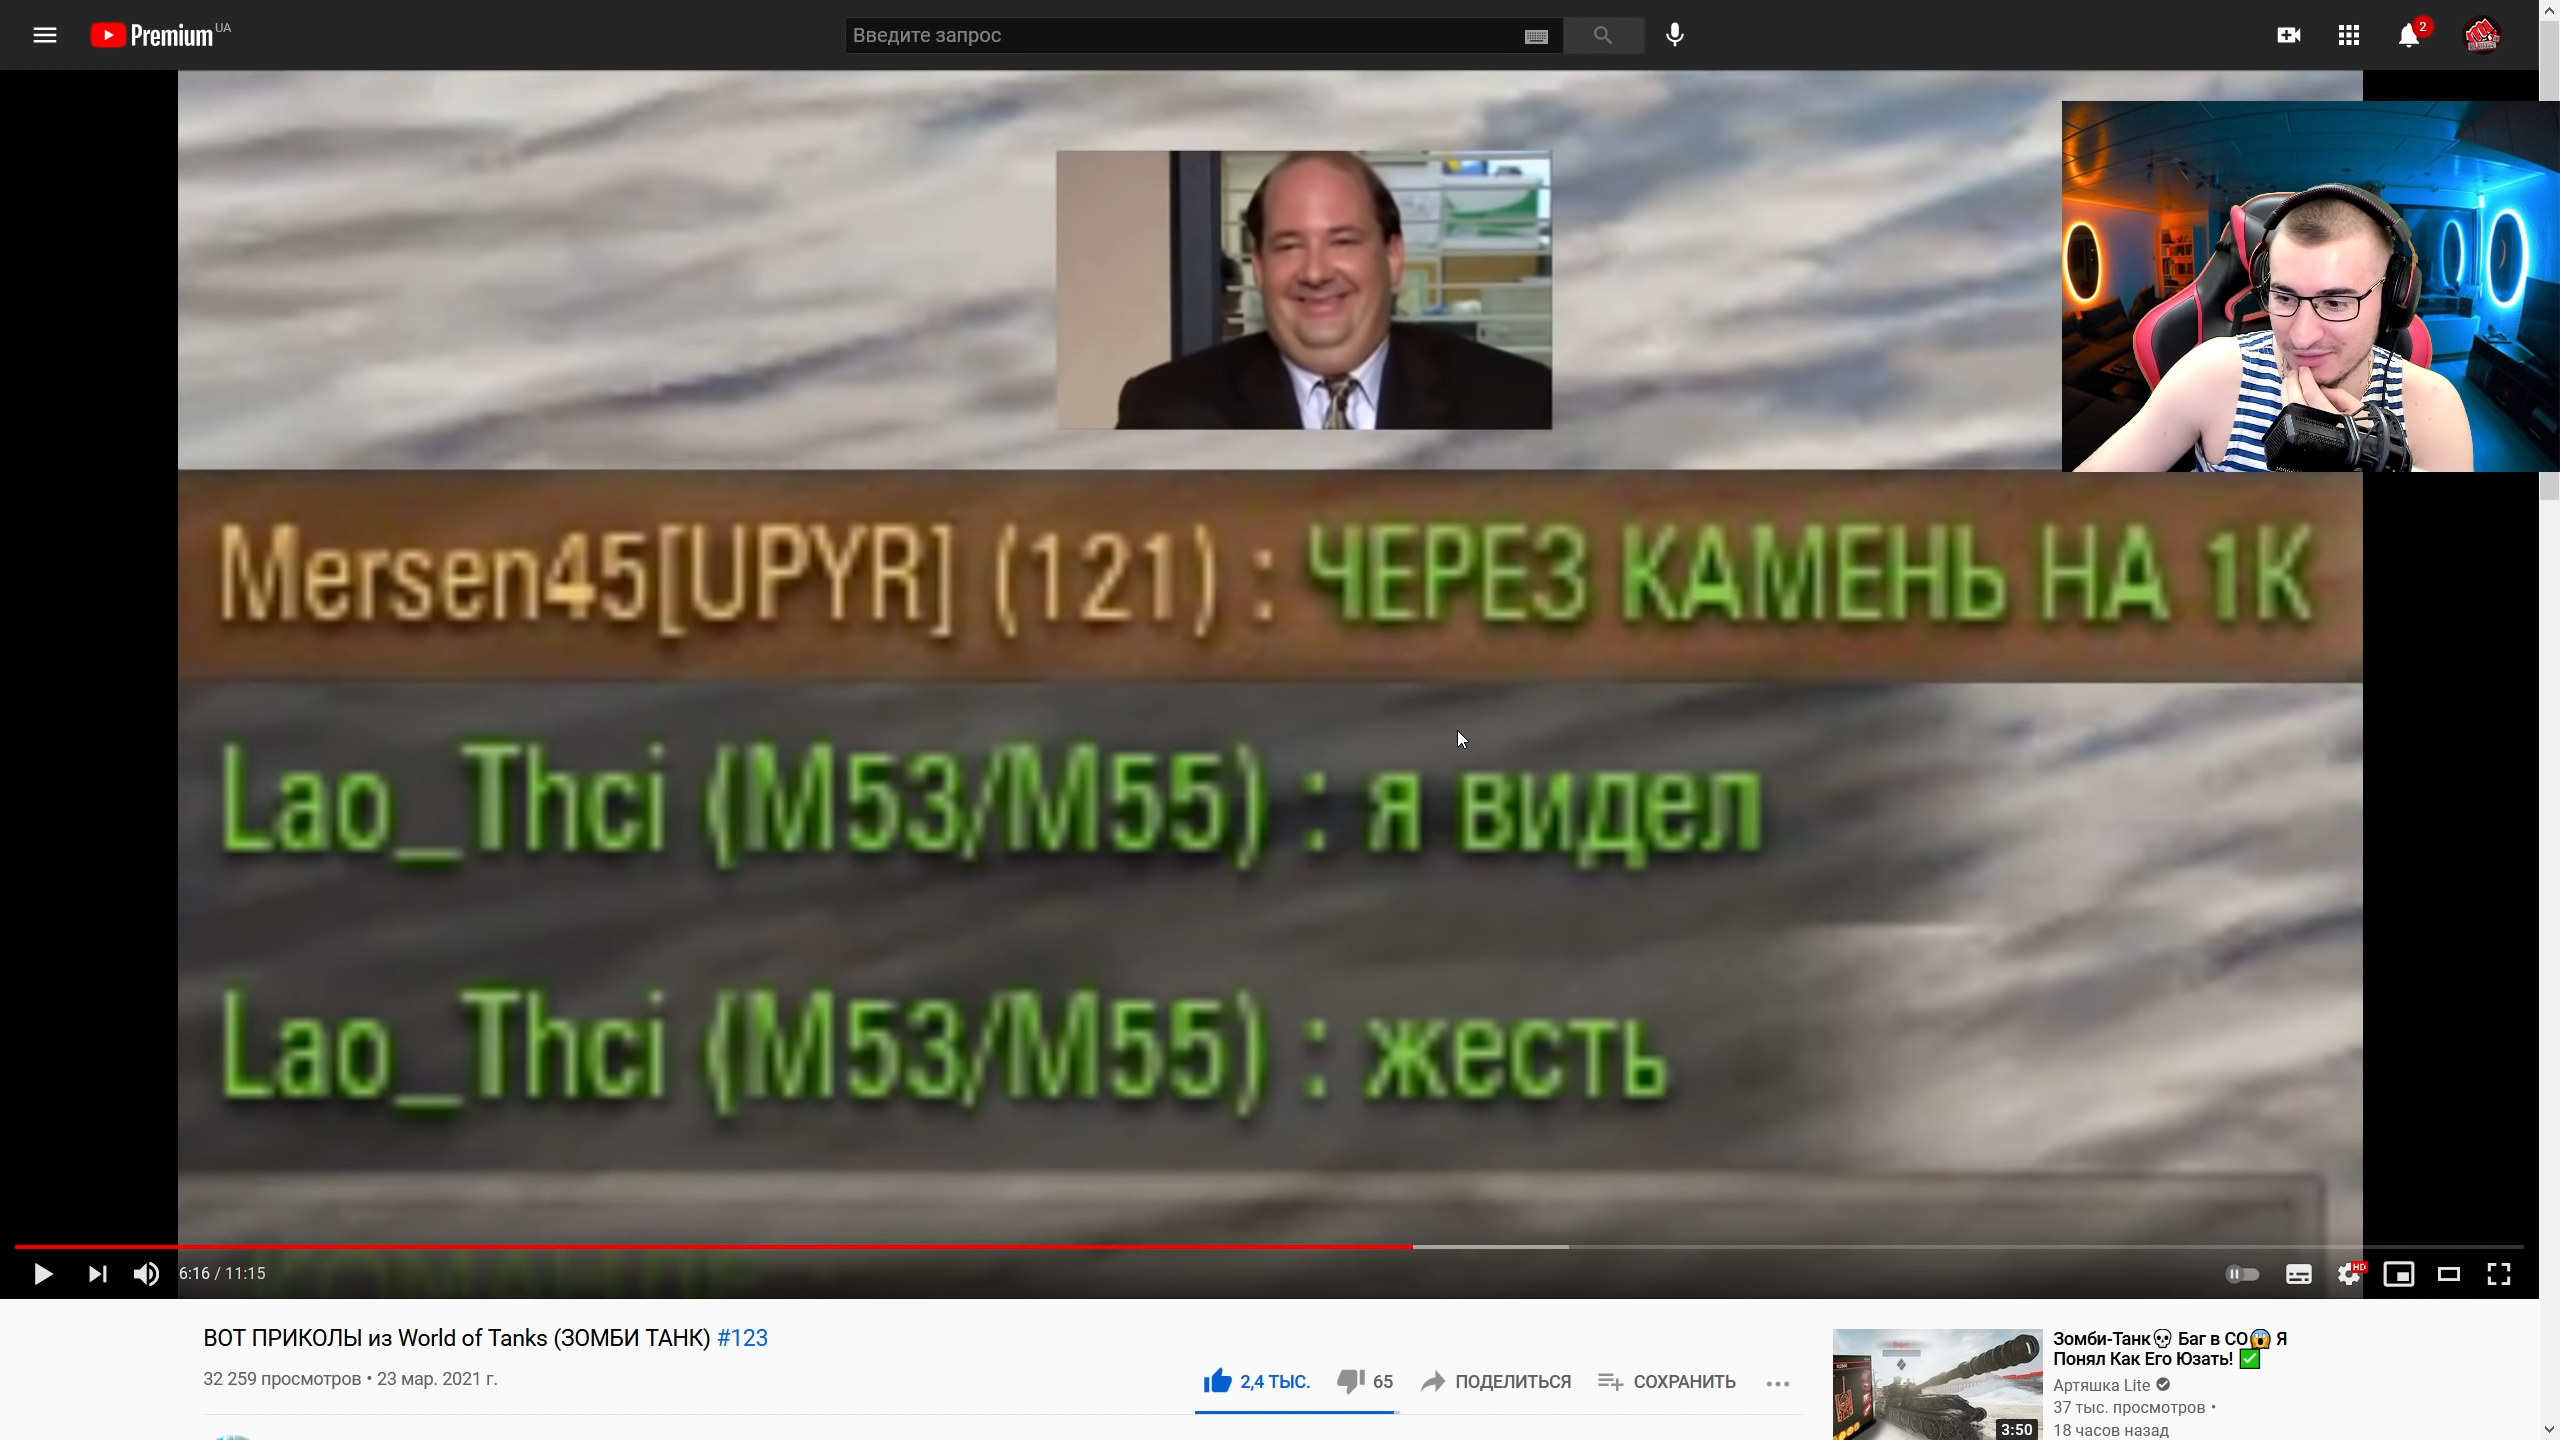 Premium UA
Введите запрос
2
Mersen45[UPYR] (121) : ЧЕРЕЗ КАМЕНЬ НА 1К
Lao_Thci (M53/M55) : я видел
Lao_Thci (M53/M55) : жесть
6:16 / 11:15
HD
ВОТ ПРИКОЛЫ из World of Tanks (ЗОМБИ ТАНК) #123
32 259 просмотров • 23 мар. 2021 г.
2,4 ТЫС.
65
ПОДЕЛИТЬСЯ
СОХРАНИТЬ
3:50
Зомби-Танк💀 Баг в СО😱 Я
Понял Как Его Юзать! ✅
Артяшка Lite
37 тыс. просмотров •
18 часов назад